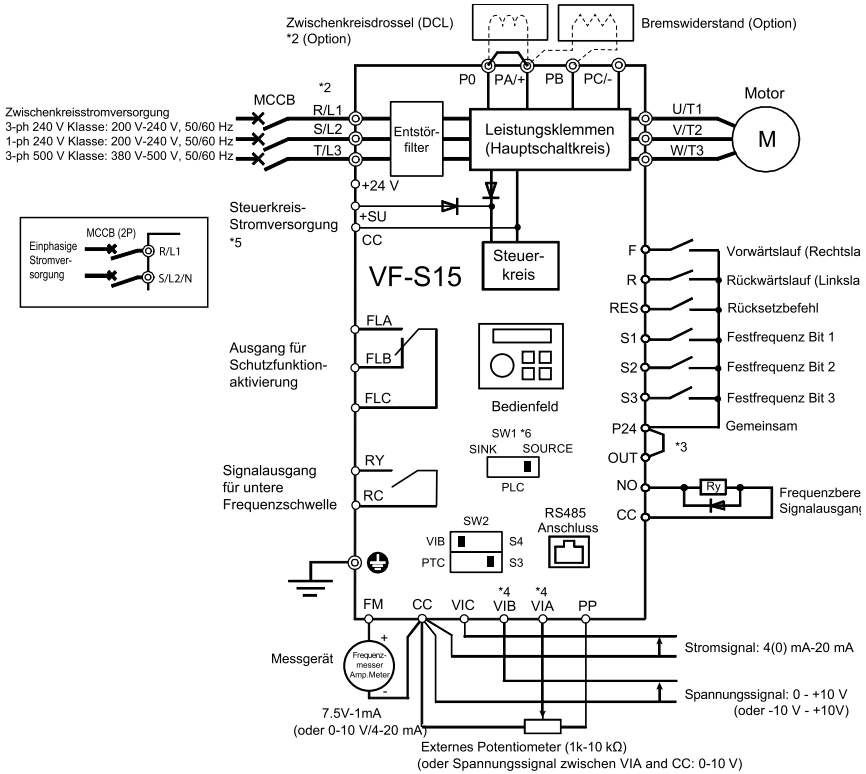 Zwischenkreisdrossel (DCL)
*2 (Option)
Bremswiderstand (Option)
P0
PA/+
PB
PC/-
*2
MCCB
Zwischenkreisstromversorgung
3-ph 240 V Klasse: 200 V-240 V, 50/60 Hz
1-ph 240 V Klasse: 200 V-240 V, 50/60 Hz
3-ph 500 V Klasse: 380 V-500 V, 50/60 Hz
R/L1
S/L2
T/L3
Entstör-
filter
Leistungsklemmen
(Hauptschaltkreis)
U/T1
V/T2
W/T3
Motor
M
+24 V
Steuerkreis-
Stromversorgung
*5
+SU
CC
Steuer-
kreis
VF-S15
MCCB (2P)
Einphasige
Stromver-
sorgung
R/L1
S/L2/N
F
Vorwärtslauf (Rechtsla
R
Rückwärtslauf (Linksla
RES
Rücksetzbefehl
S1
Festfrequenz Bit 1
S2
Festfrequenz Bit 2
S3
Festfrequenz Bit 3
P24
Gemeinsam
*3
OUT
NO
Ry
CC
Frequenzbere
Signalausgang
Ausgang für
Schutzfunktion-
aktivierung
FLA
FLB
FLC
Bedienfeld
SW1 *6
SINK
SOURCE
PLC
Signalausgang
für untere
Frequenzschwelle
RY
RC
SW2
VIB
S4
PTC
S3
RS485
Anschluss
FM
CC
VIC
*4
VIB
*4
VIA
PP
+
Messgerät
Frequenz-
messer
Amp.Meter
-
7.5V-1mA
(oder 0-10 V/4-20 mA)
Stromsignal: 4(0) mA-20 mA
Spannungssignal: 0 - +10 V
(oder -10 V - +10V)
Externes Potentiometer (1k-10 kΩ)
(oder Spannungssignal zwischen VIA and CC: 0-10 V)